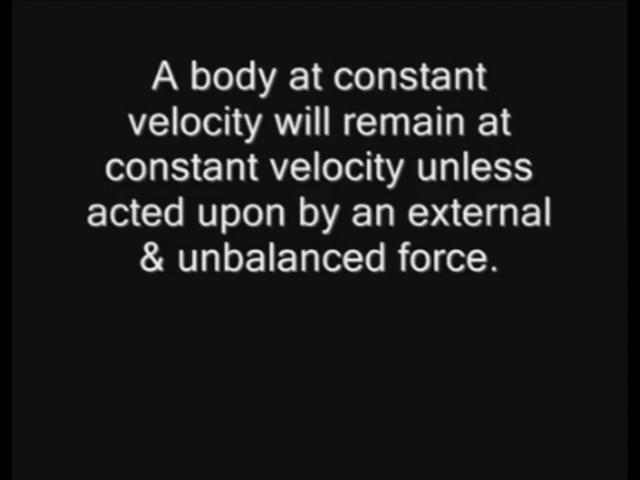 A body at constant
velocity will remain at
constant velocity unless
acted upon by an external
& unbalanced force.